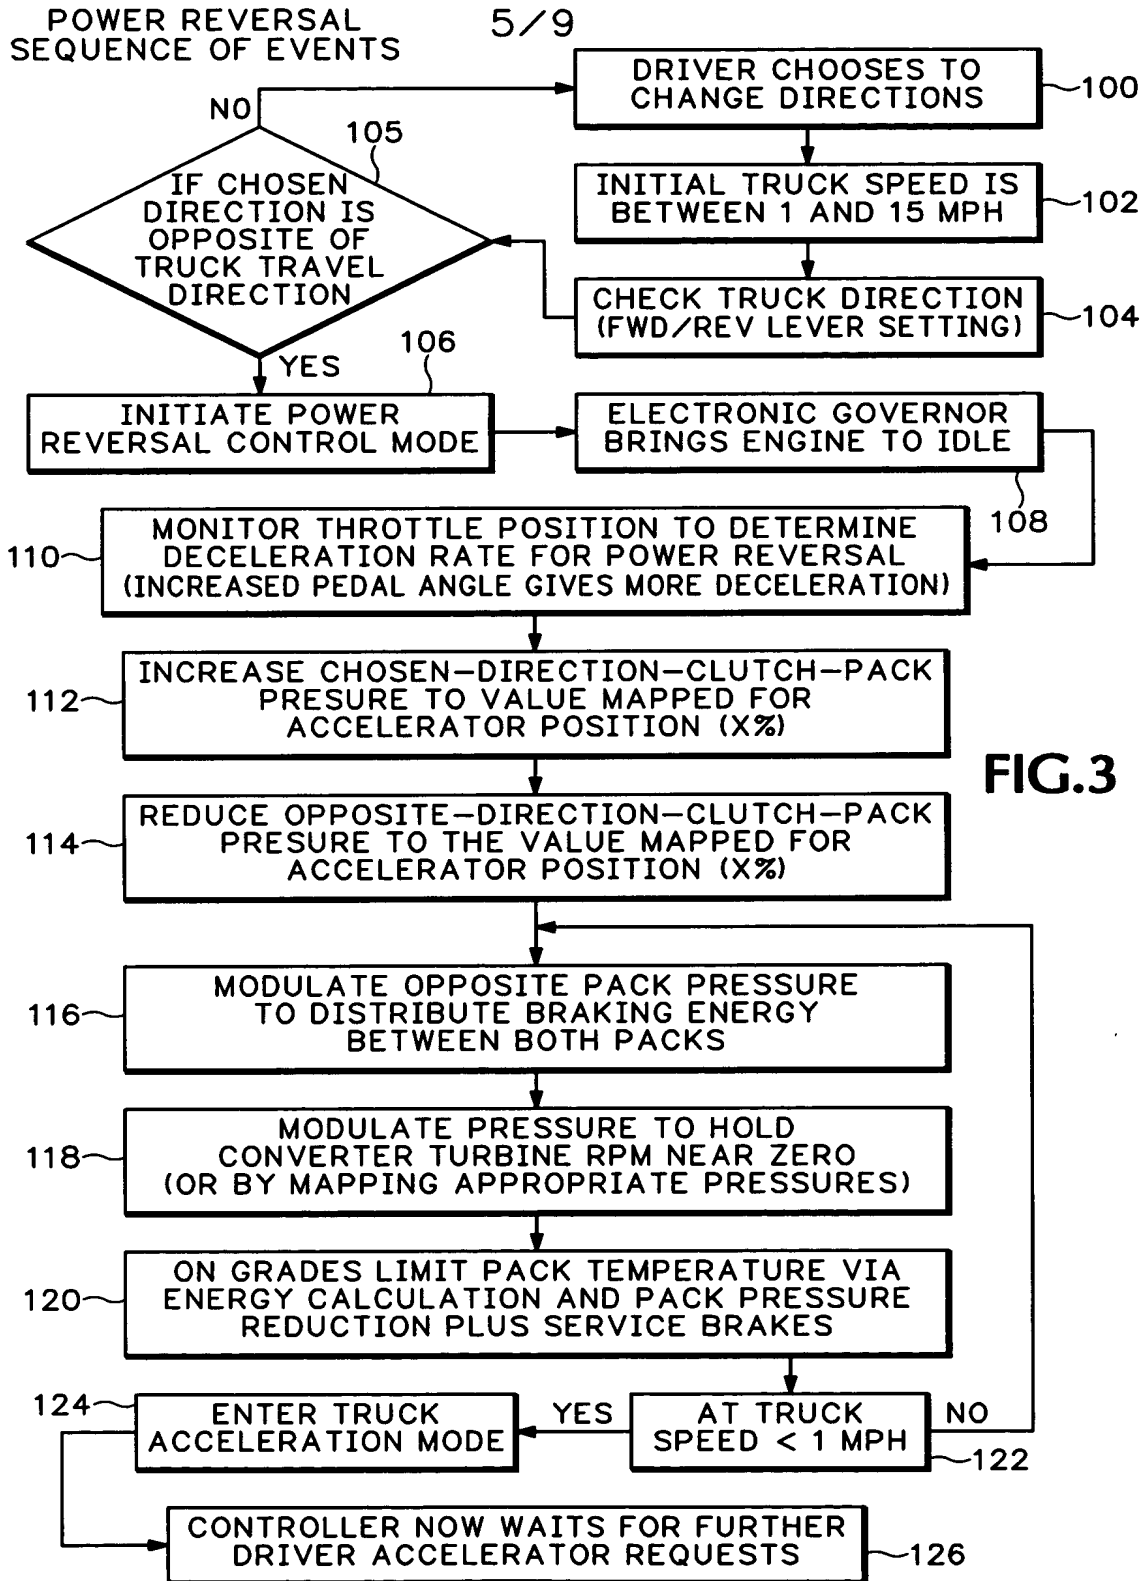 POWER REVERSAL
SEQUENCE OF EVENTS
5/9
DRIVER CHOOSES TO
CHANGE DIRECTIONS
100
INITIAL TRUCK SPEED IS
BETWEEN 1 AND 15 MPH
102
CHECK TRUCK DIRECTION
(FWD/REV LEVER SETTING)
104
NO
105
IF CHOSEN
DIRECTION IS
OPPOSITE OF
TRUCK TRAVEL
DIRECTION
YES
106
INITIATE POWER
REVERSAL CONTROL MODE
ELECTRONIC GOVERNOR
BRINGS ENGINE TO IDLE
108
110
MONITOR THROTTLE POSITION TO DETERMINE
DECELERATION RATE FOR POWER REVERSAL
(INCREASED PEDAL ANGLE GIVES MORE DECELERATION)
112
INCREASE CHOSEN-DIRECTION-CLUTCH-PACK
PRESURE TO VALUE MAPPED FOR
ACCELERATOR POSITION (X%)
FIG.3
114
REDUCE OPPOSITE-DIRECTION-CLUTCH-PACK
PRESURE TO THE VALUE MAPPED FOR
ACCELERATOR POSITION (X%)
116
MODULATE OPPOSITE PACK PRESSURE
TO DISTRIBUTE BRAKING ENERGY
BETWEEN BOTH PACKS
118
MODULATE PRESSURE TO HOLD
CONVERTER TURBINE RPM NEAR ZERO
(OR BY MAPPING APPROPRIATE PRESSURES)
120
ON GRADES LIMIT PACK TEMPERATURE VIA
ENERGY CALCULATION AND PACK PRESSURE
REDUCTION PLUS SERVICE BRAKES
AT TRUCK
SPEED < 1 MPH
122
NO
YES
124
ENTER TRUCK
ACCELERATION MODE
CONTROLLER NOW WAITS FOR FURTHER
DRIVER ACCELERATOR REQUESTS
126